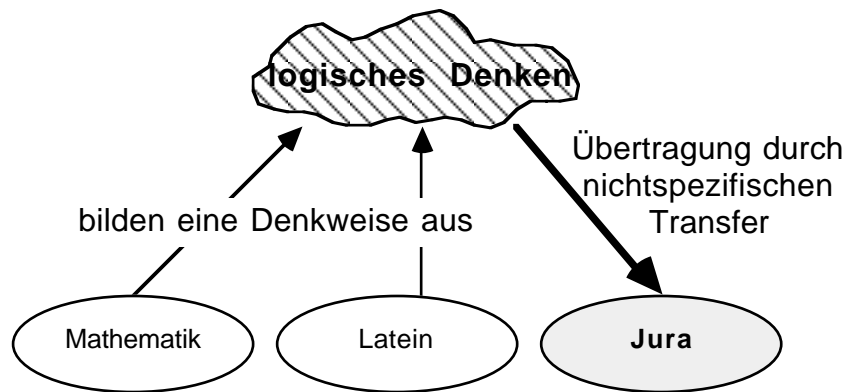 logisches Denken
Übertragung durch
nichtspezifischen
Transfer
bilden eine Denkweise aus
Mathematik
Latein
Jura